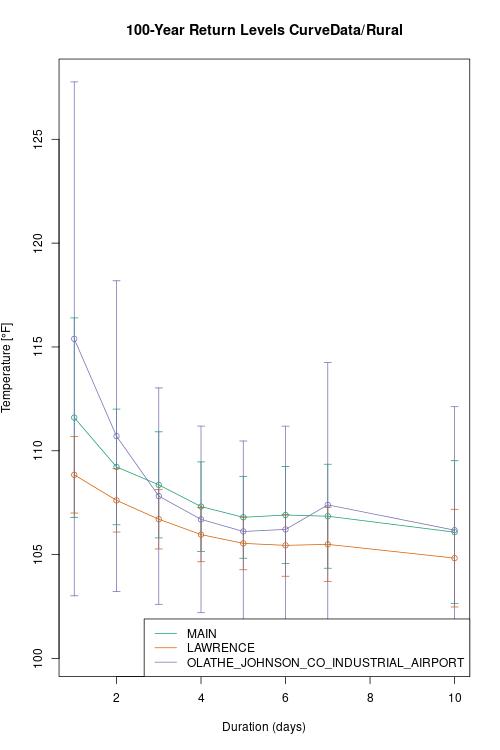 100-Year Return Levels CurveData/Rural
Temperature [°F]
125
120
115
110
105
100
MAIN
LAWRENCE
OLATHE_JOHNSON_CO_INDUSTRIAL_AIRPORT
2
4
6
8
10
Duration (days)